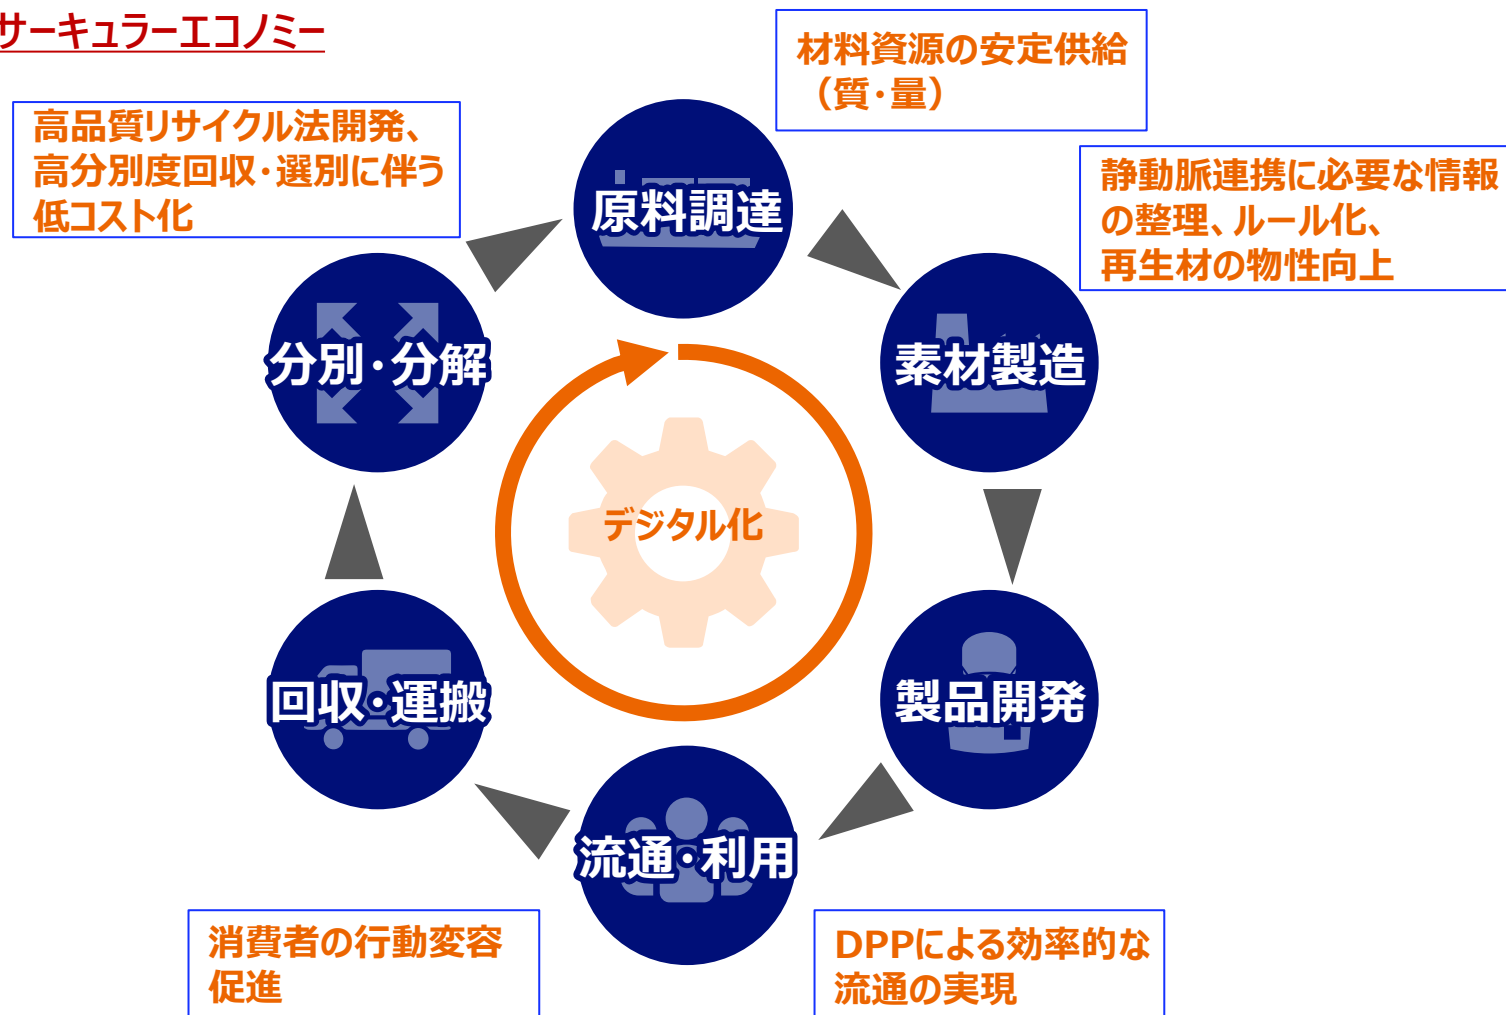 サーキュラーエコノミー
材料資源の安定供給
（質・量）
高品質リサイクル法開発、
高分別度回収・選別に伴う
低コスト化
静動脈連携に必要な情報
の整理、ルール化、
再生材の物性向上
原料調達
分別・分解
素材製造
デジタル化
回収・運搬
製品開発
流通・利用
消費者の行動変容
促進
DPPによる効率的な
流通の実現